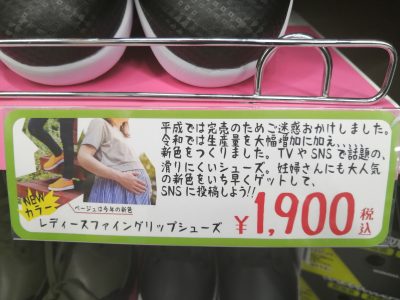 平成では完売のためご迷惑おかけしました。
令和では生産量を大幅増加に加え、、、、、
新色をつくりました。TVやSNSで話題の、
滑りにくいシューズ。妊婦さんにも大人気
の新色をいち早くゲットして、
SNSに投稿しよう!!
NEW
カラー
ベージュは今年の新色
レディースファイングリップシューズ
¥1,900税込